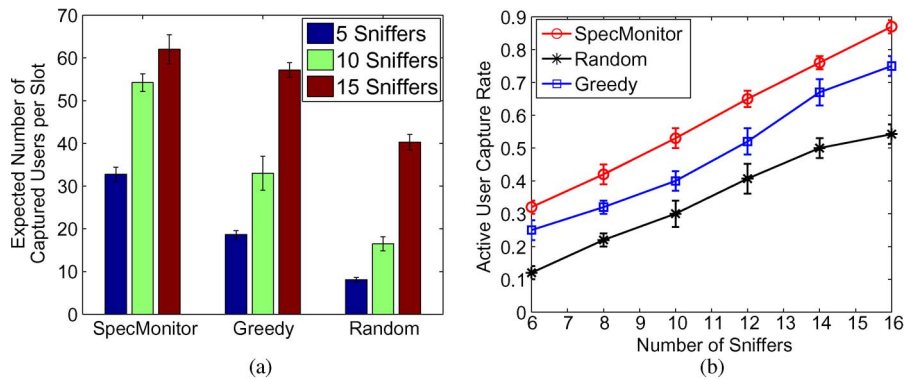 Expected Number of
Captured Users per Slot
70
60
50
40
30
20
10
0
5 Sniffers
10 Sniffers
15 Sniffers
SpecMonitor Greedy Random
(a)
Active User Capture Rate
0.9
0.8
0.7
0.6
0.5
0.4
0.3
0.2
0.1
0
SpecMonitor
Random
Greedy
6 7 8 9 10 11 12 13 14 15 16
Number of Sniffers
(b)